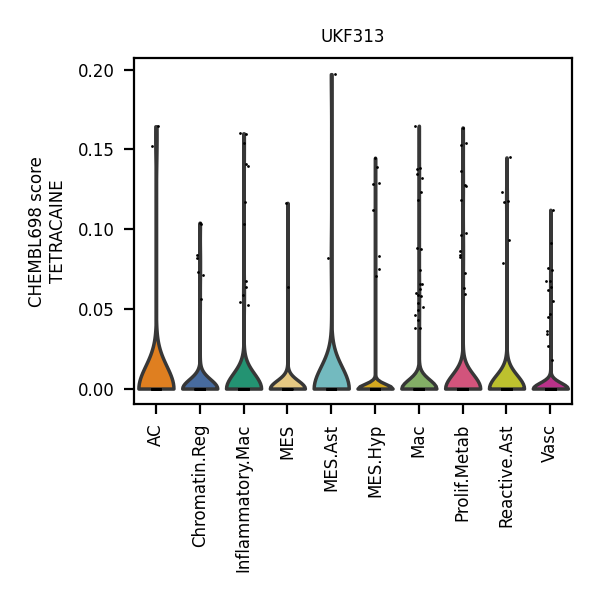 UKF313
CHEMBL698 score
TETRACAINE
0.20
0.15
0.10
0.05
0.00
AC
Chromatin.Reg
Inflammatory.Mac
MES
MES.Ast
MES.Hyp
Mac
Prolif.Metab
Reactive.Ast
Vasc